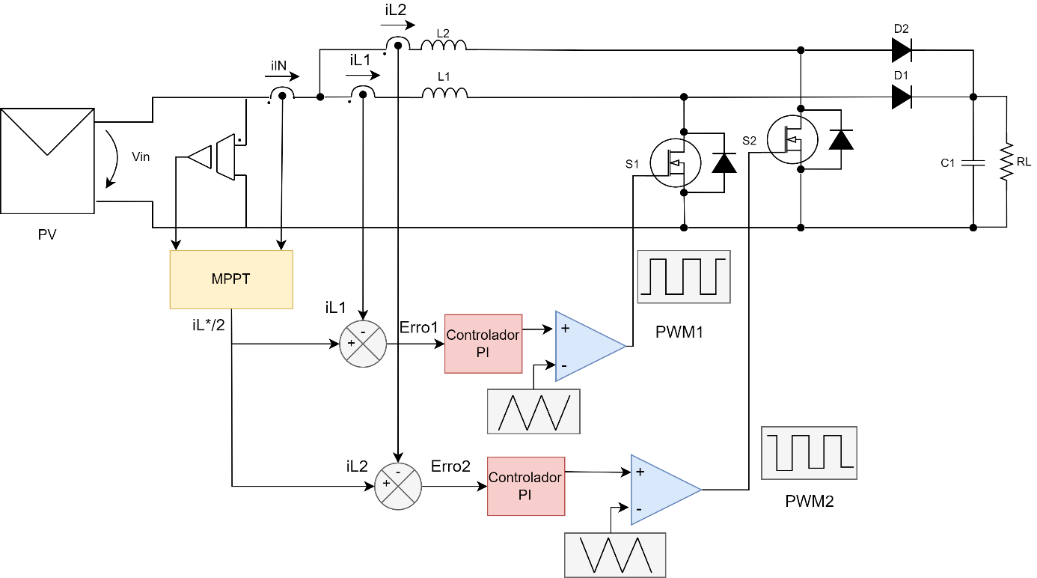 iL2
L2
D2
iIN
iL1
L1
D1
Vin
S1
S2
C1
RL
PV
MPPT
iL*/2
iL1
-
+
Erro1
Controlador
PI
+
-
PWM1
iL2
-
+
Erro2
Controlador
PI
+
-
PWM2